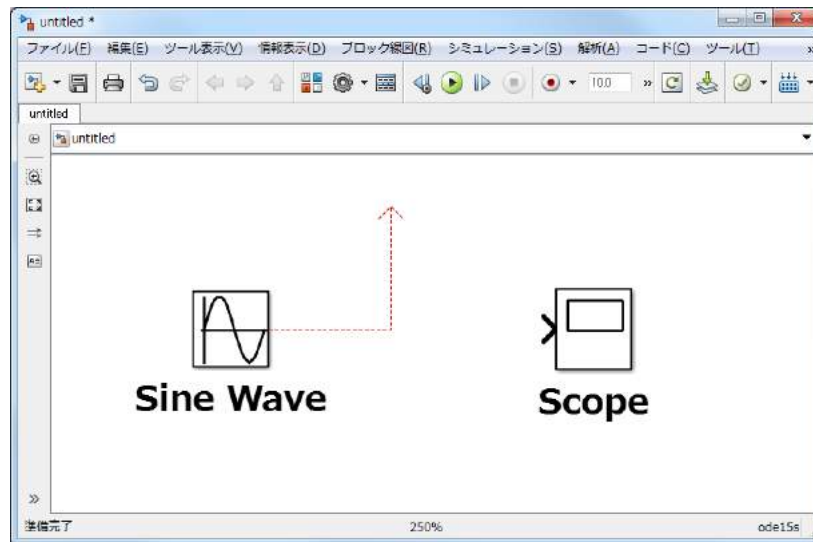 untitled *
ファイル(F) 編集(E) ツール表示(V) 情報表示(D) ブロック線図(R) シミュレーション(S) 解析(A) コード(C) ツール(T) »
10.0 »
untitled
untitled
Sine Wave
Scope
»
準備完了 250% ode15s